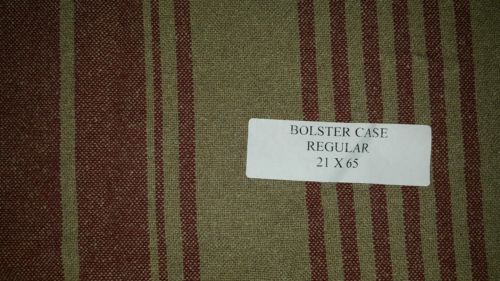 BOLSTER CASE
REGULAR
21 X 65